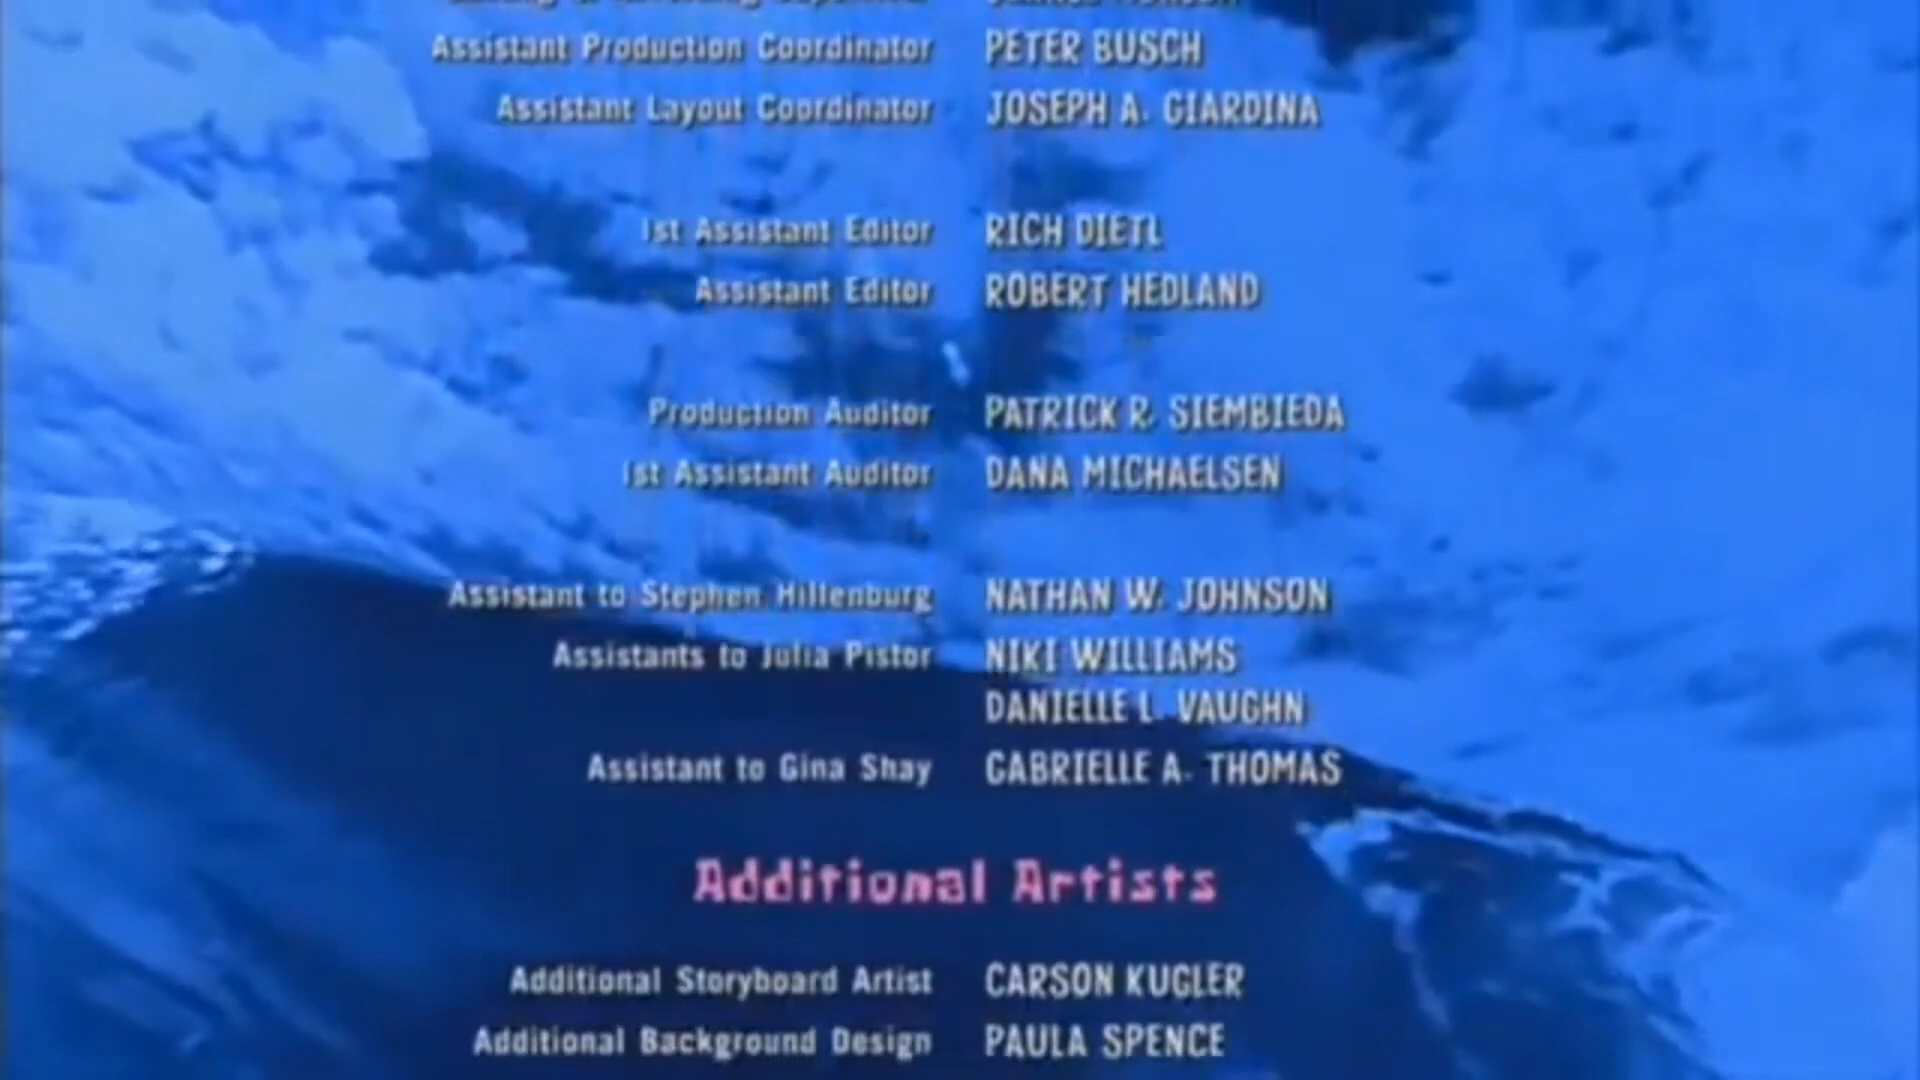 Assistant Production Coordinator PETER BUSCH
Assistant Layout Coordinator JOSEPH A. GIARDINA
1st Assistant Editor RICH DIETL
Assistant Editor ROBERT HEDLAND
Production Auditor PATRICK R. SIEMBIEDA
1st Assistant Auditor DANA MICHAELSEN
Assistant to Stephen Hillenburg NATHAN W. JOHNSON
Assistants to Julia Pistor NIKI WILLIAMS
DANIELLE L. VAUGHN
Assistant to Gina Shay GABRIELLE A. THOMAS
Additional Artists
Additional Storyboard Artist CARSON KUGLER
Additional Background Design PAULA SPENCE